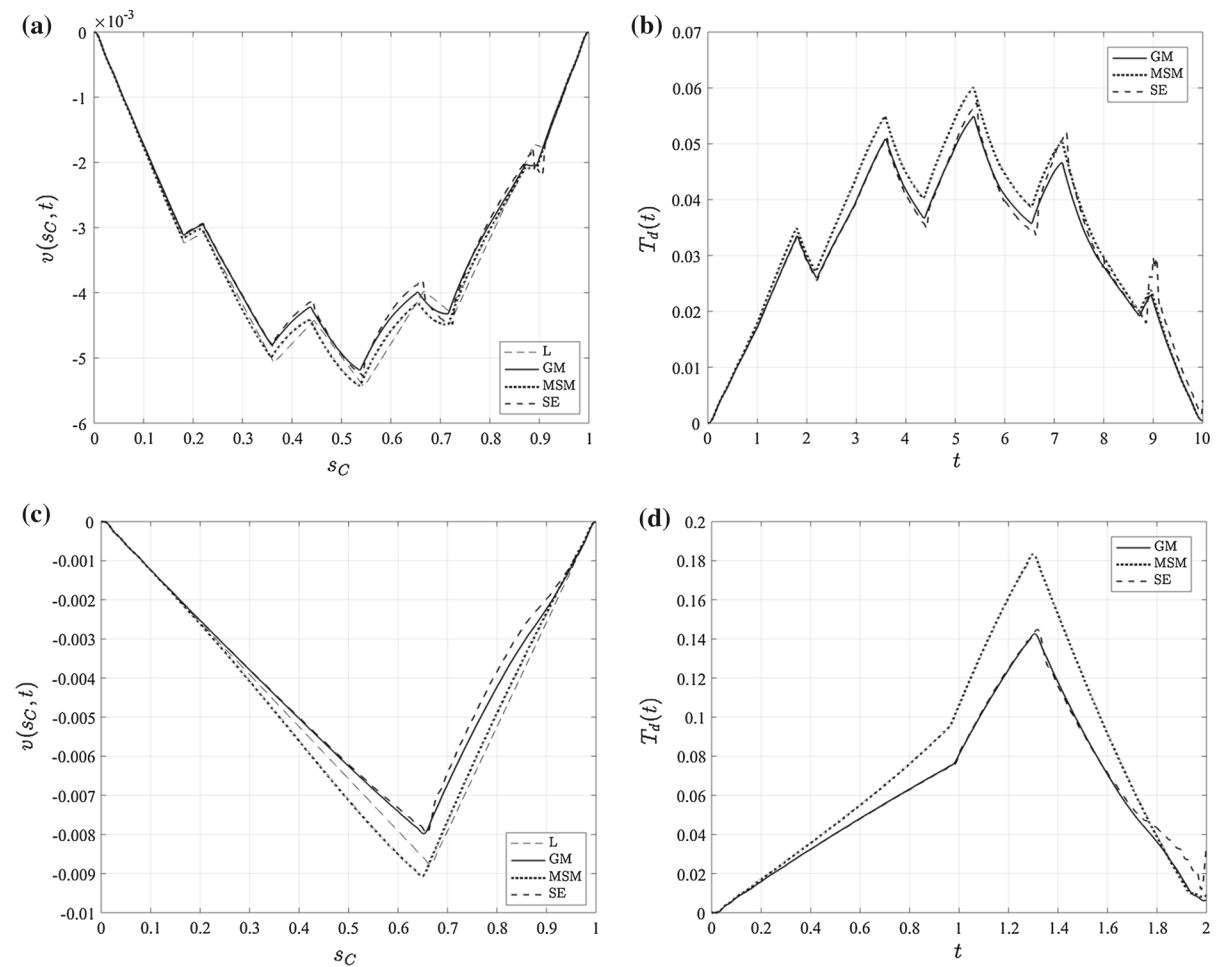 (a)
×10⁻³
0
-1
-2
-3
-4
-5
-6
v(s_C, t)
0 0.1 0.2 0.3 0.4 0.5 0.6 0.7 0.8 0.9 1
s_C
L
GM
MSM
SE
(b)
0.07
0.06
0.05
0.04
0.03
0.02
0.01
0
T_d(t)
0 1 2 3 4 5 6 7 8 9 10
t
GM
MSM
SE
(c)
0
-0.001
-0.002
-0.003
-0.004
-0.005
-0.006
-0.007
-0.008
-0.009
-0.01
v(s_C, t)
0 0.1 0.2 0.3 0.4 0.5 0.6 0.7 0.8 0.9 1
s_C
L
GM
MSM
SE
(d)
0.2
0.18
0.16
0.14
0.12
0.1
0.08
0.06
0.04
0.02
0
T_d(t)
0 0.2 0.4 0.6 0.8 1 1.2 1.4 1.6 1.8 2
t
GM
MSM
SE